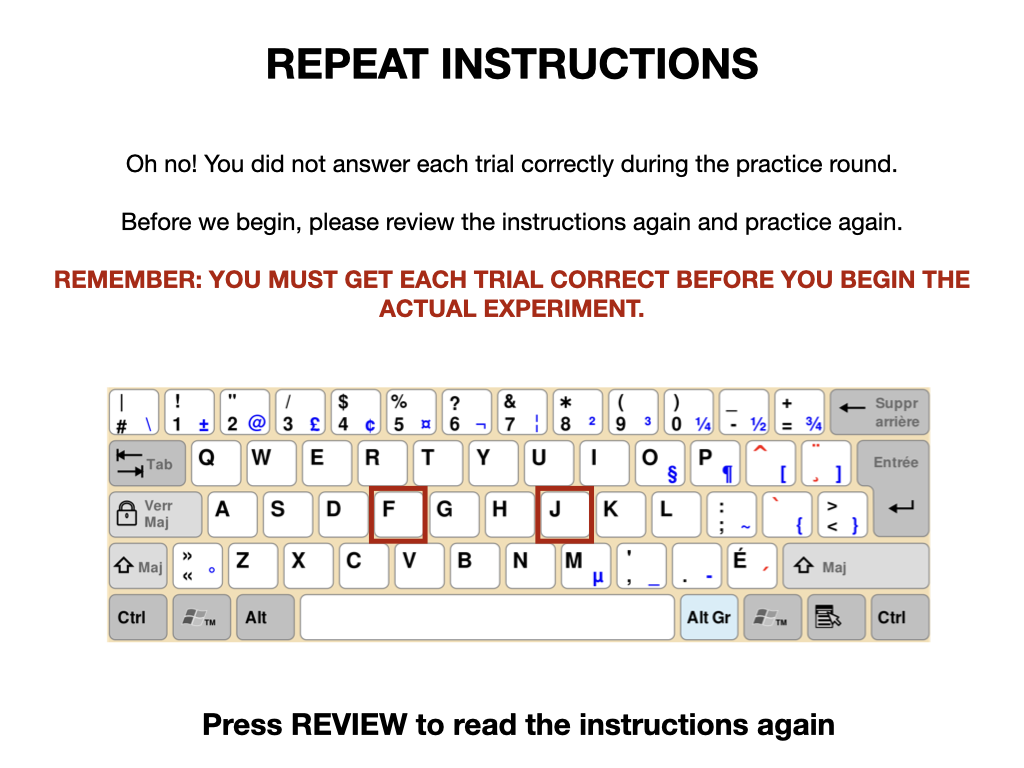 REPEAT INSTRUCTIONS
Oh no! You did not answer each trial correctly during the practice round.
Before we begin, please review the instructions again and practice again.
REMEMBER: YOU MUST GET EACH TRIAL CORRECT BEFORE YOU BEGIN THE
ACTUAL EXPERIMENT.
| ! " / $ % ? & * ( ) _ + Suppr
# \ 1 ± 2 @ 3 £ 4 ¢ 5 ¤ 6 ¬ 7 ¦ 8 ² 9 ³ 0 ¼ - ½ = ¾ arrière
Tab Q W E R T Y U I O § P ¶ ^ [ ¨ ¸ ] Entrée
Verr Maj A S D F G H J K L : ; ~ ` { > < }
Maj » « ° Z X C V B N M µ ' , _ . - É ´ Maj
Ctrl TM Alt Alt Gr TM Ctrl
Press REVIEW to read the instructions again